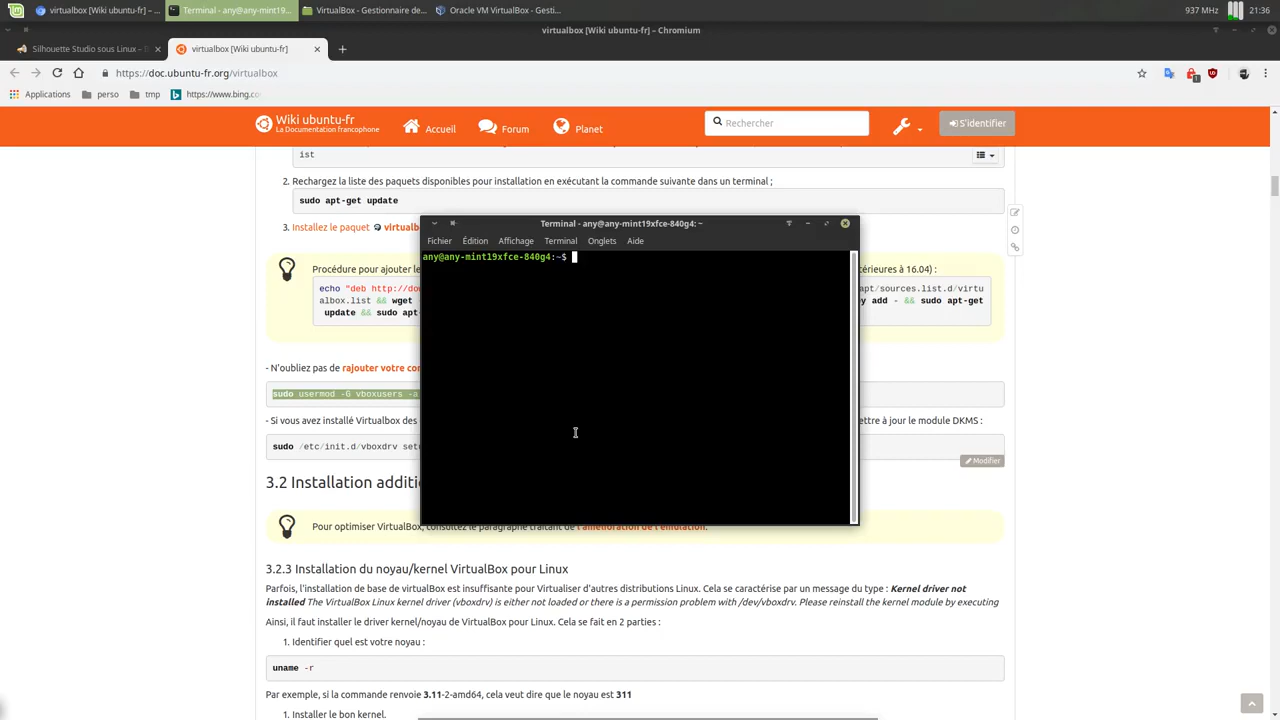 virtualbox [Wiki ubuntu-fr] – ...
Terminal - any@any-mint19...
VirtualBox - Gestionnaire de...
Oracle VM VirtualBox - Gesti...
937 MHz
21:36
virtualbox [Wiki ubuntu-fr] – Chromium
Silhouette Studio sous Linux –
virtualbox [Wiki ubuntu-fr]
https://doc.ubuntu-fr.org/virtualbox
Applications
perso
tmp
https://www.bing.co
Wiki ubuntu-fr
La Documentation francophone
Accueil
Forum
Planet
Rechercher
S'identifier
ist
2. Rechargez la liste des paquets disponibles pour installation en exécutant la commande suivante dans un terminal ;
sudo apt-get update
3. Installez le paquet virtualb
Terminal - any@any-mint19xfce-840g4: ~
Fichier Édition Affichage Terminal Onglets Aide
any@any-mint19xfce-840g4:~$
Procédure pour ajouter le
érieures à 16.04) :
echo "deb http://do
apt/sources.list.d/virtu
albox.list && wget
y add - && sudo apt-get
update && sudo apt-
- N'oubliez pas de rajouter votre co
sudo usermod -G vboxusers -a
- Si vous avez installé Virtualbox des
ettre à jour le module DKMS :
sudo /etc/init.d/vboxdrv set
Modifier
3.2 Installation additi
Pour optimiser VirtualBox, consultez le paragraphe traitant de l'amélioration de l'émulation.
3.2.3 Installation du noyau/kernel VirtualBox pour Linux
Parfois, l'installation de base de virtualBox est insuffisante pour Virtualiser d'autres distributions Linux. Cela se caractérise par un message du type : Kernel driver not
installed The VirtualBox Linux kernel driver (vboxdrv) is either not loaded or there is a permission problem with /dev/vboxdrv. Please reinstall the kernel module by executing
Ainsi, il faut installer le driver kernel/noyau de VirtualBox pour Linux. Cela se fait en 2 parties :
1. Identifier quel est votre noyau :
uname -r
Par exemple, si la commande renvoie 3.11-2-amd64, cela veut dire que le noyau est 311
1. Installer le bon kernel.